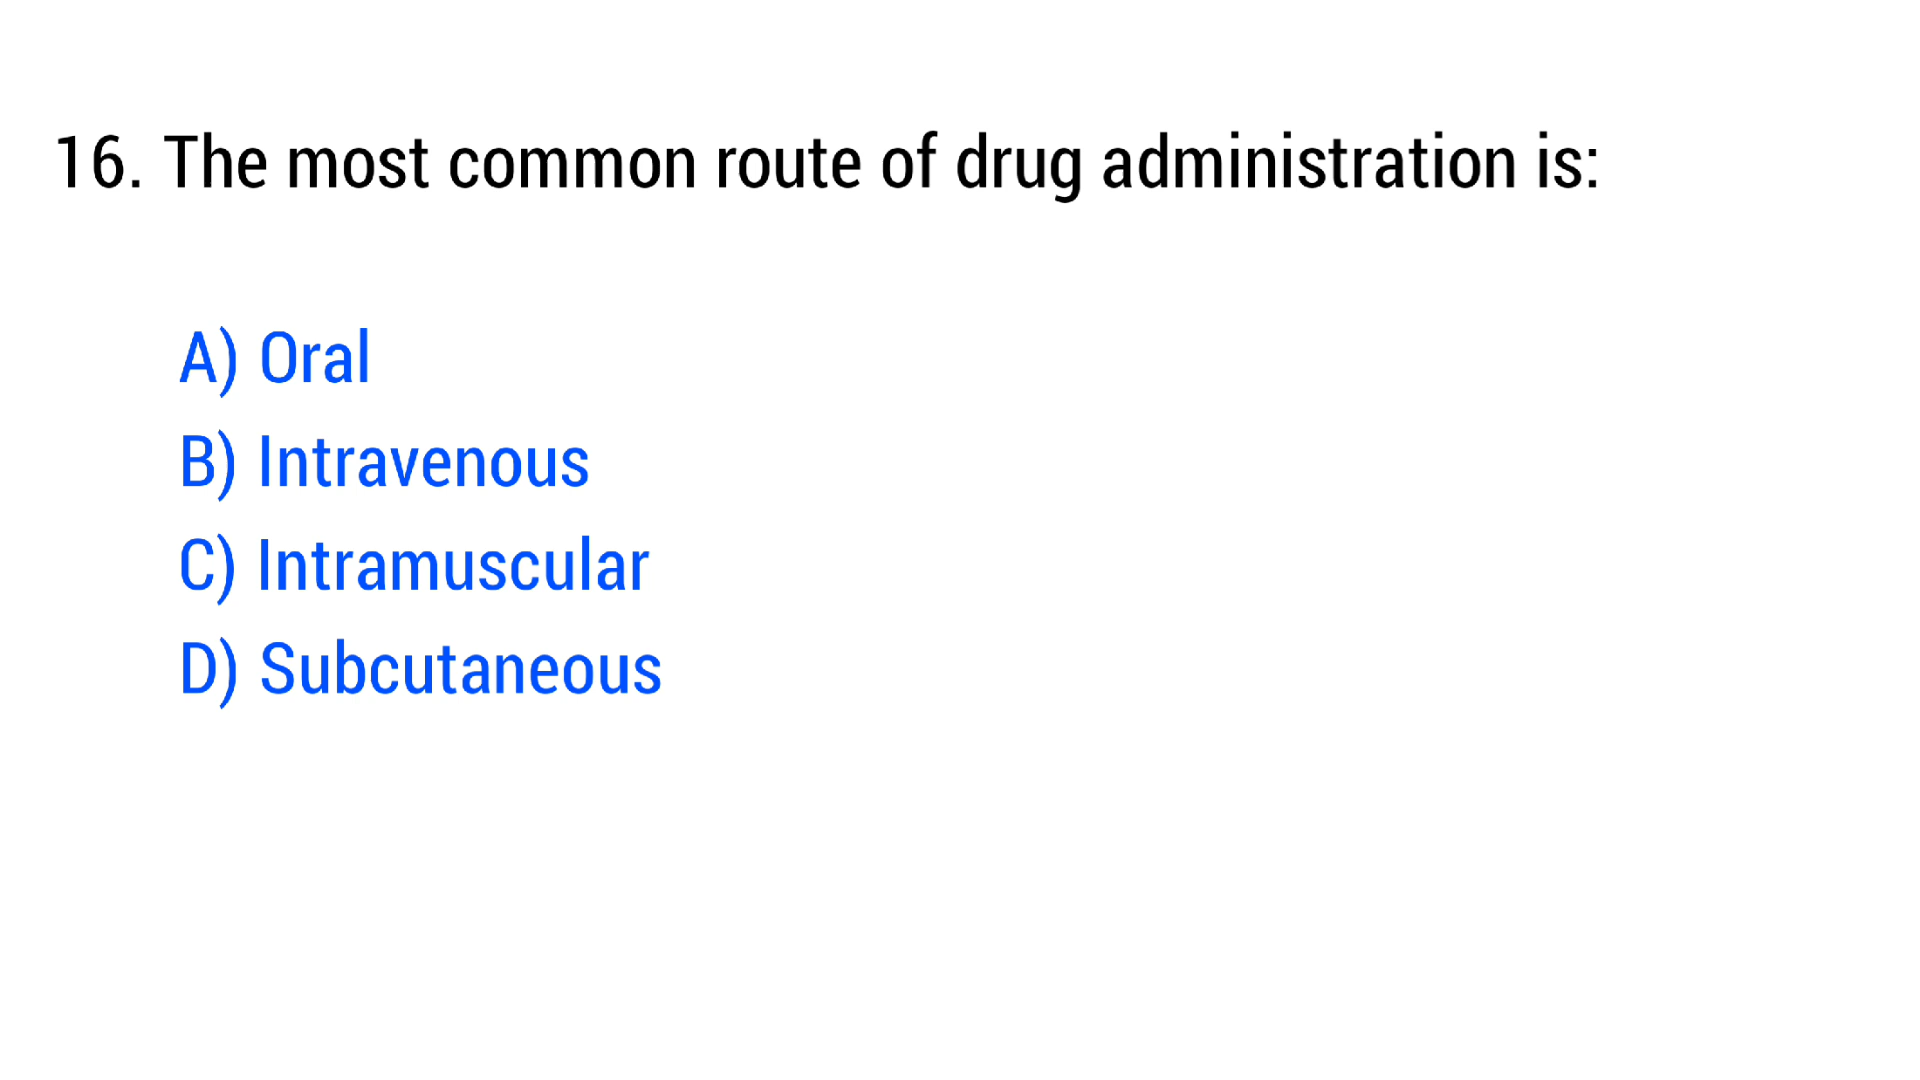 16. The most common route of drug administration is:
A) Oral
B) Intravenous
C) Intramuscular
D) Subcutaneous